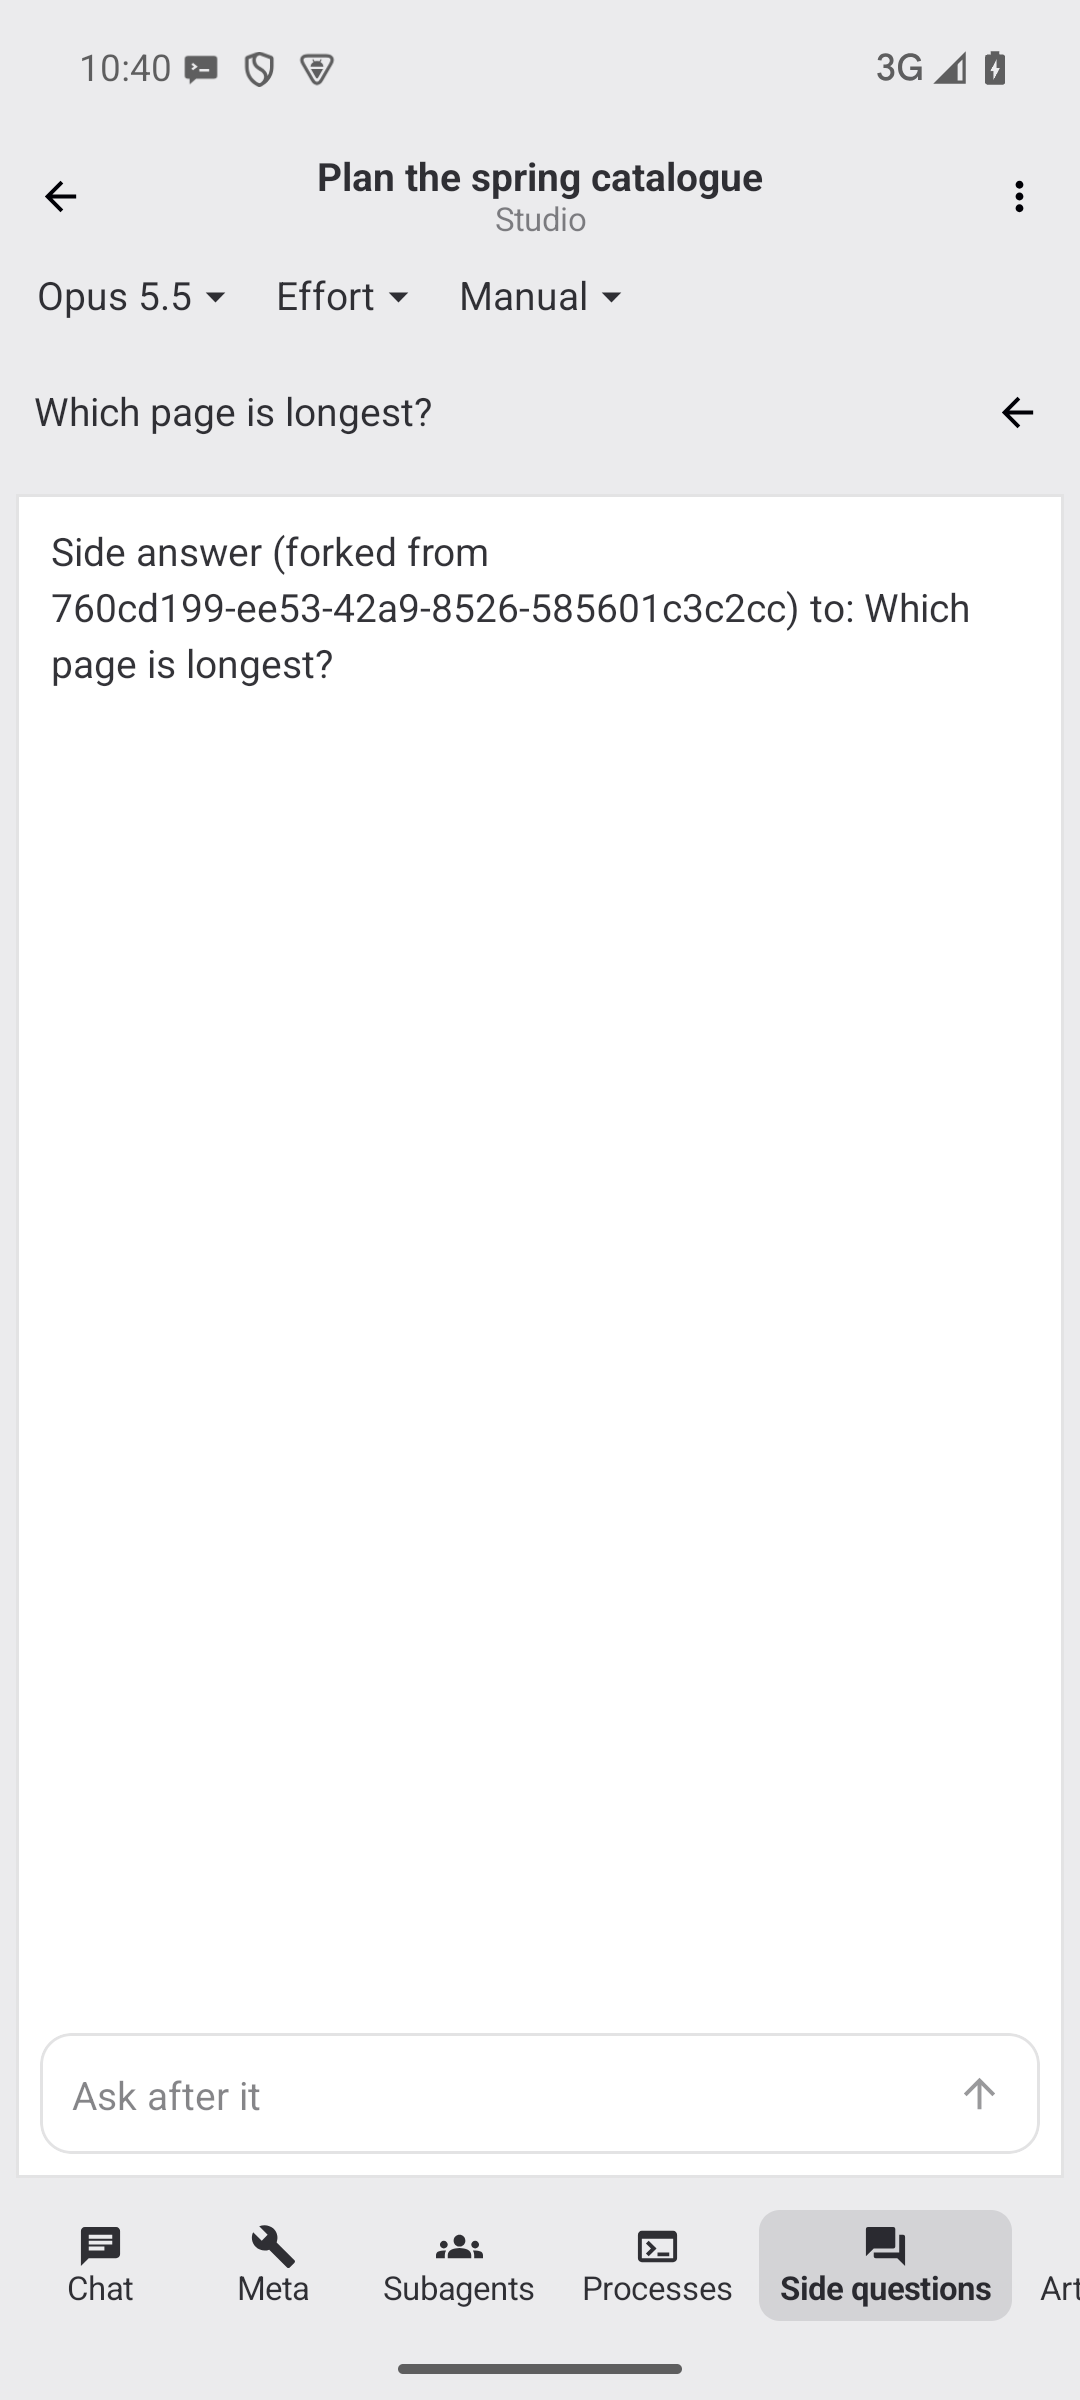 10:40
3G
Plan the spring catalogue
Studio
Opus 5.5
Effort
Manual
Which page is longest?
Side answer (forked from
760cd199-ee53-42a9-8526-585601c3c2cc) to: Which
page is longest?
Ask after it
Chat
Meta
Subagents
Processes
Side questions
Art